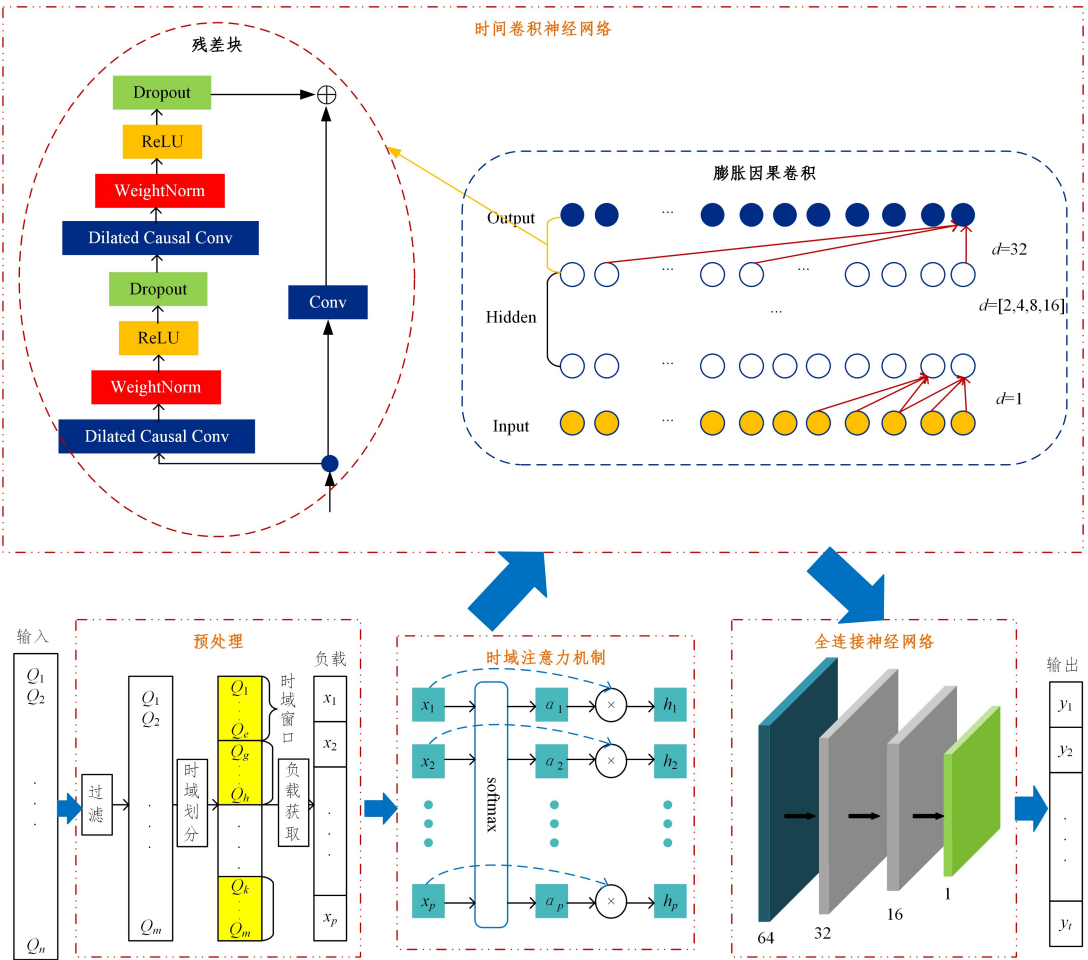 时间卷积神经网络
残差块
Dropout
ReLU
WeightNorm
Dilated Causal Conv
Dropout
ReLU
WeightNorm
Dilated Causal Conv
Conv
膨胀因果卷积
Output
...
d=32
...
...
Hidden
...
d=[2,4,8,16]
...
d=1
Input
...
输入
Q1
Q2
.
.
.
Qn
预处理
过滤
Q1
Q2
.
.
.
Qm
时域划分
Q1
.
.
.
Qe
Qg
.
.
.
Qh
.
.
.
Qk
.
.
.
Qm
时域窗口
负载获取
负载
x1
x2
.
.
.
xp
时域注意力机制
x1
α1
×
h1
x2
α2
×
h2
softmax
xp
αp
×
hp
全连接神经网络
64
32
16
1
输出
y1
y2
.
.
.
yt